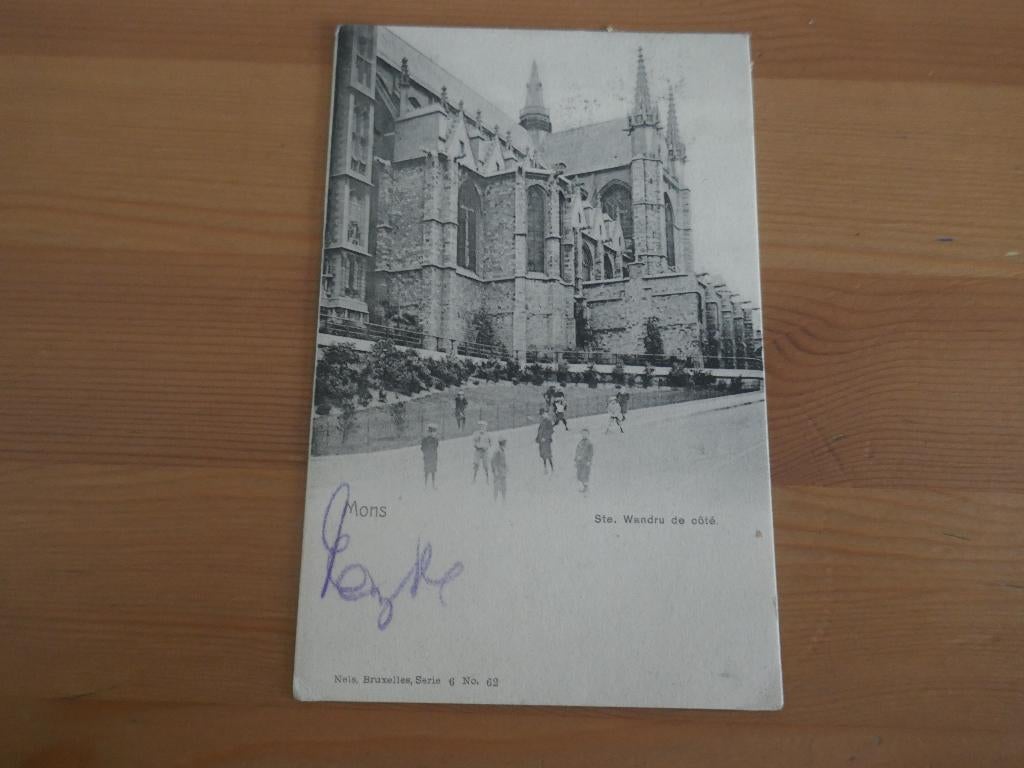 Mons
Ste. Wandru de côté.
Nels, Bruxelles, Serie 6 No. 62